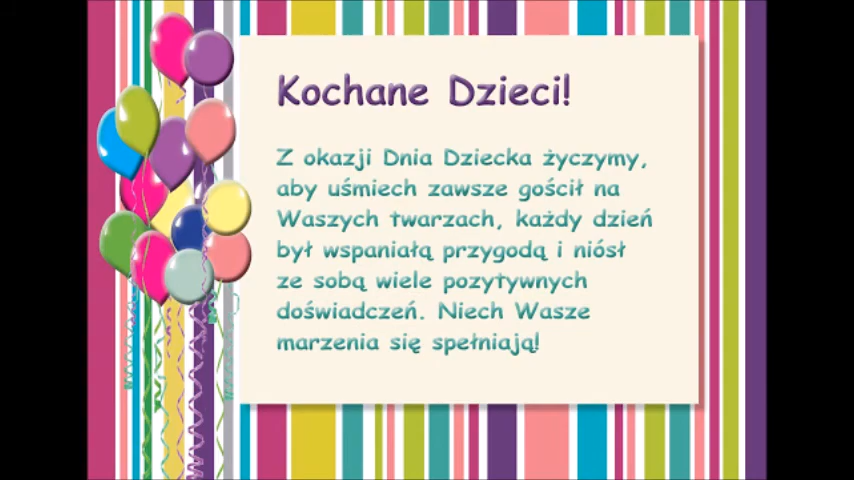 Kochane Dzieci!
Z okazji Dnia Dziecka życzymy,
aby uśmiech zawsze gościł na
Waszych twarzach, każdy dzień
był wspaniałą przygodą i niósł
ze sobą wiele pozytywnych
doświadczeń. Niech Wasze
marzenia się spełniają!